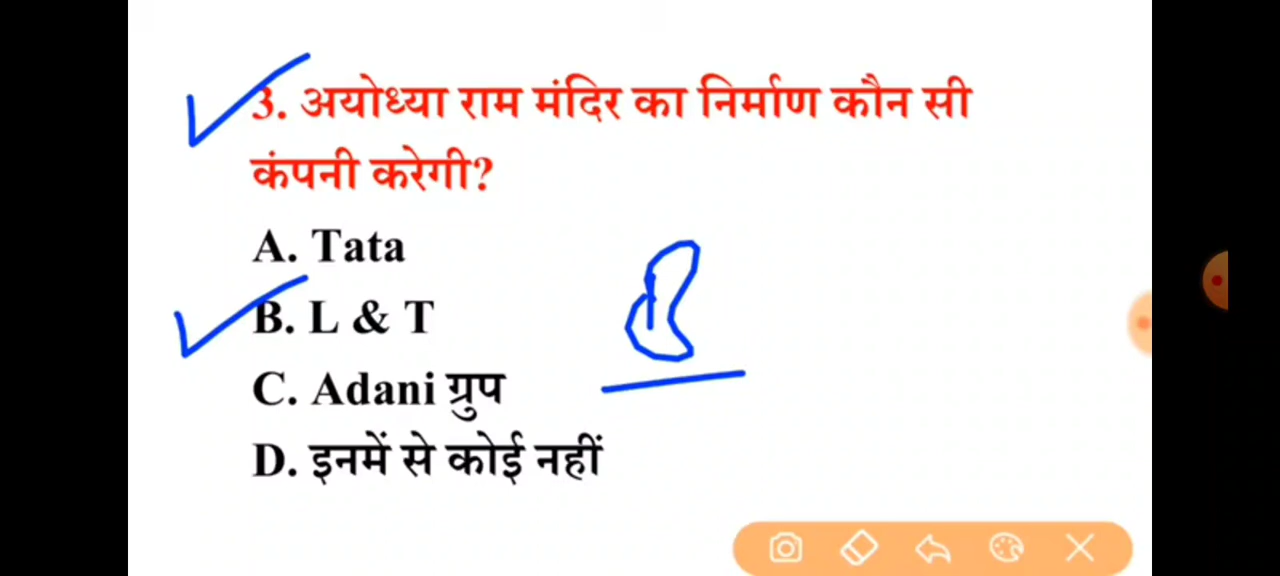 3. अयोध्या राम मंदिर का निर्माण कौन सी
कंपनी करेगी?
A. Tata
B. L & T
C. Adani ग्रुप
D. इनमें से कोई नहीं